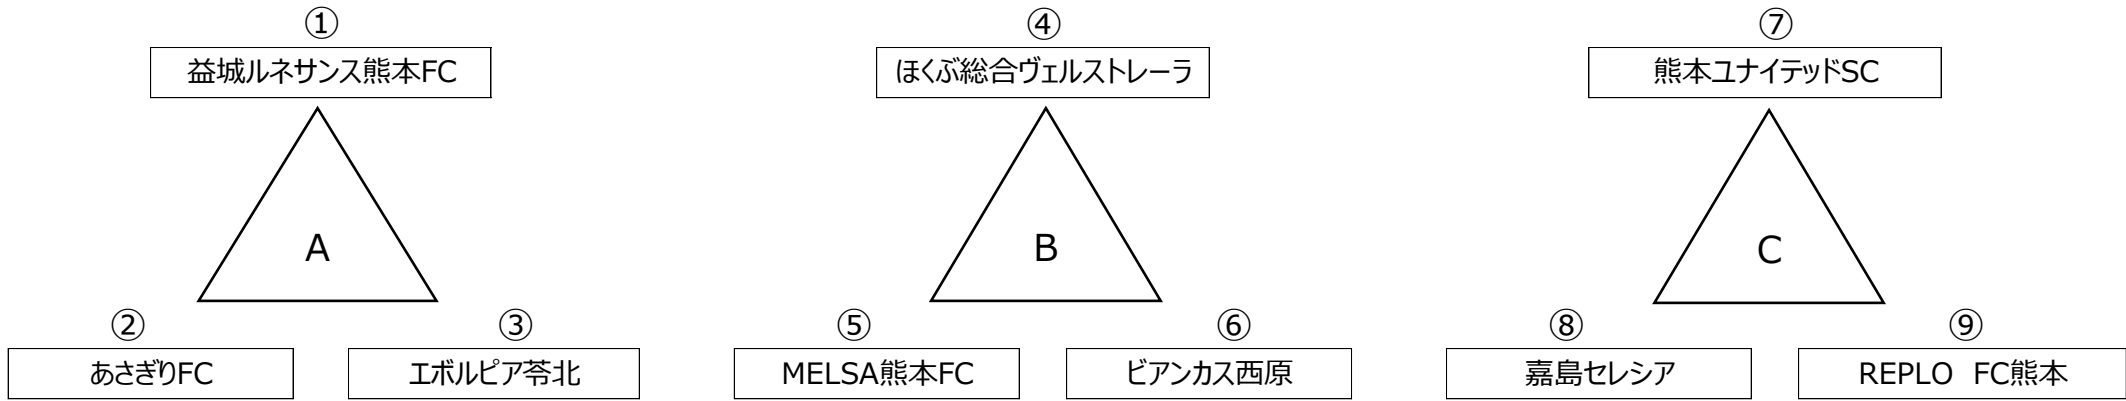 ①
④
⑦
益城ルネサンス熊本FC
ほくぶ総合ヴェルストレーラ
熊本ユナイテッドSC
A
B
C
②
③
⑤
⑥
⑧
⑨
あさぎりFC
エボルピア苓北
MELSA熊本FC
ビアンカス西原
嘉島セレシア
REPLO　FC熊本